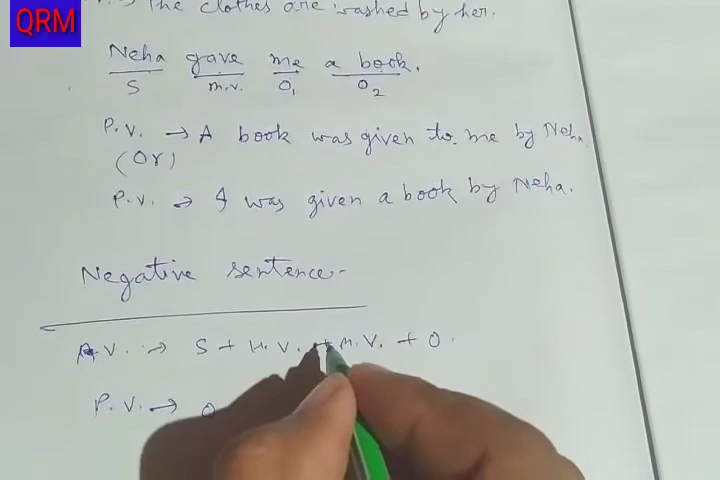 QRM
The clothes are washed by her.
Neha gave me a book.
S m.v. O1 O2
P.V. → A book was given to me by Neha
(Or)
P.V. → I was given a book by Neha.
Negative sentence:-
A.V. → S + H.V. + M.V. + O.
P.V. → O